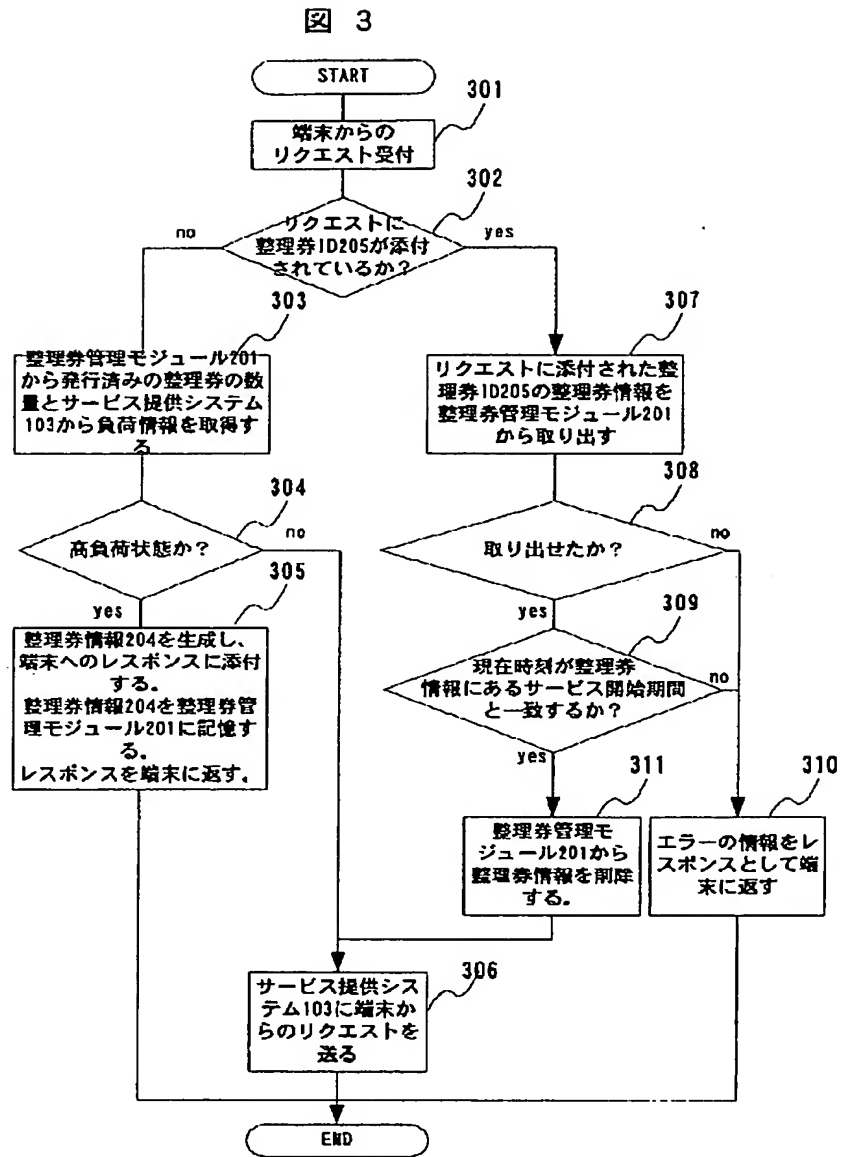 図 3
START
301
端末からの
リクエスト受付
302
リクエストに
整理券ID205が添付
されているか?
no
yes
303
整理券管理モジュール201
から発行済みの整理券の数
量とサービス提供システム
103から負荷情報を取得す
る
307
リクエストに添付された整
理券ID205の整理券情報を
整理券管理モジュール201
から取り出す
304
高負荷状態か?
no
yes
308
取り出せたか?
no
yes
305
整理券情報204を生成し、
端末へのレスポンスに添付
する。
整理券情報204を整理券管
理モジュール201に記憶す
る。
レスポンスを端末に返す。
309
現在時刻が整理券
情報にあるサービス開始期間
と一致するか?
no
yes
311
整理券管理モ
ジュール201から
整理券情報を削除
する。
310
エラーの情報をレ
スポンスとして端
末に返す
306
サービス提供シス
テム103に端末か
らのリクエストを
送る
END